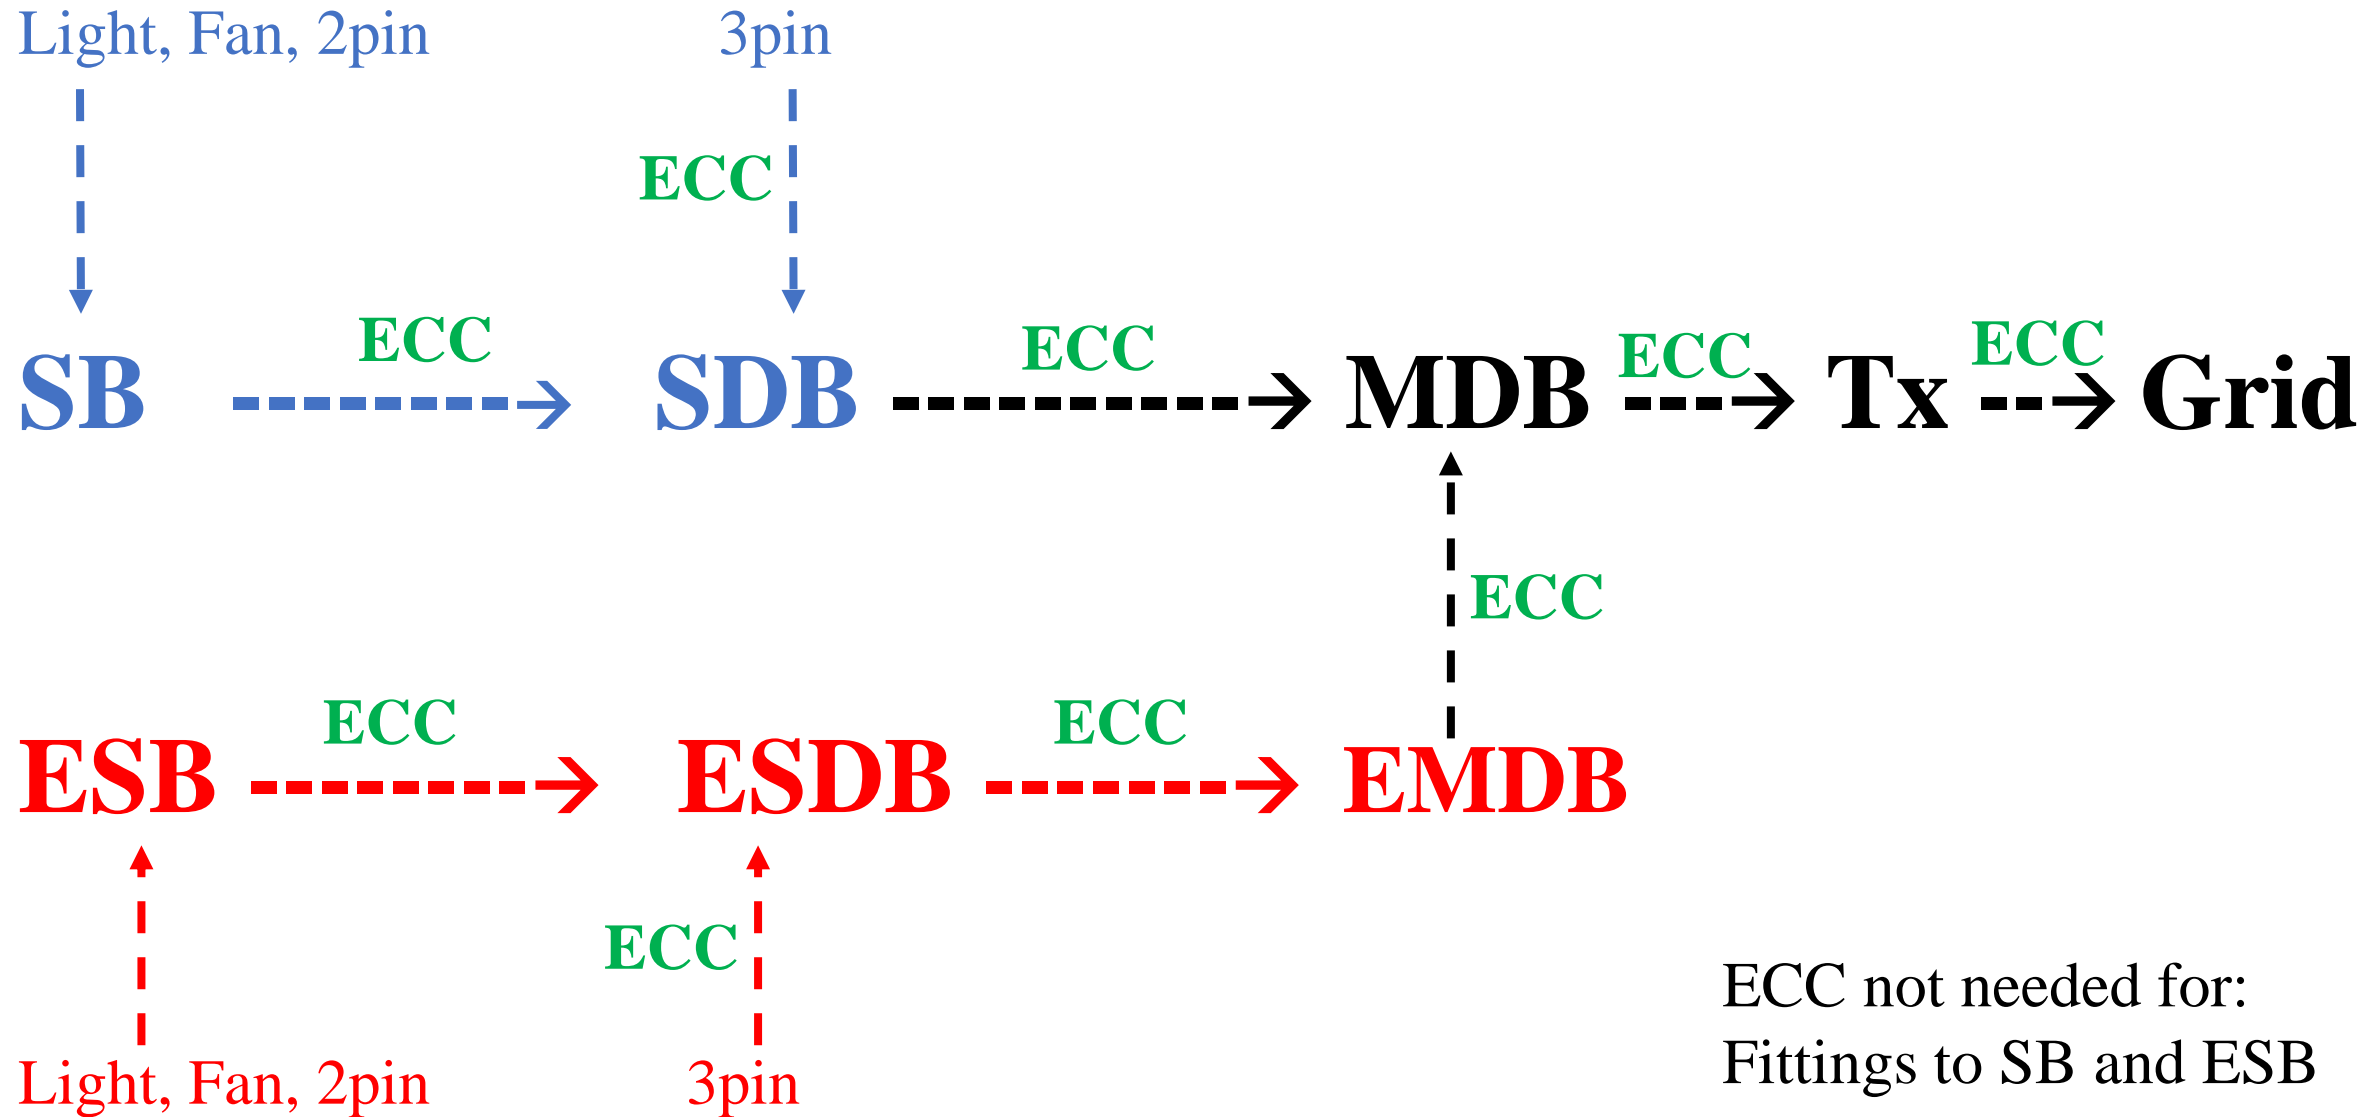 Light, Fan, 2pin
3pin
ECC
ECC
ECC
ECC
ECC
SB
SDB
MDB
Tx
Grid
ECC
ECC
ECC
ESB
ESDB
EMDB
ECC
Light, Fan, 2pin
3pin
ECC not needed for:
Fittings to SB and ESB